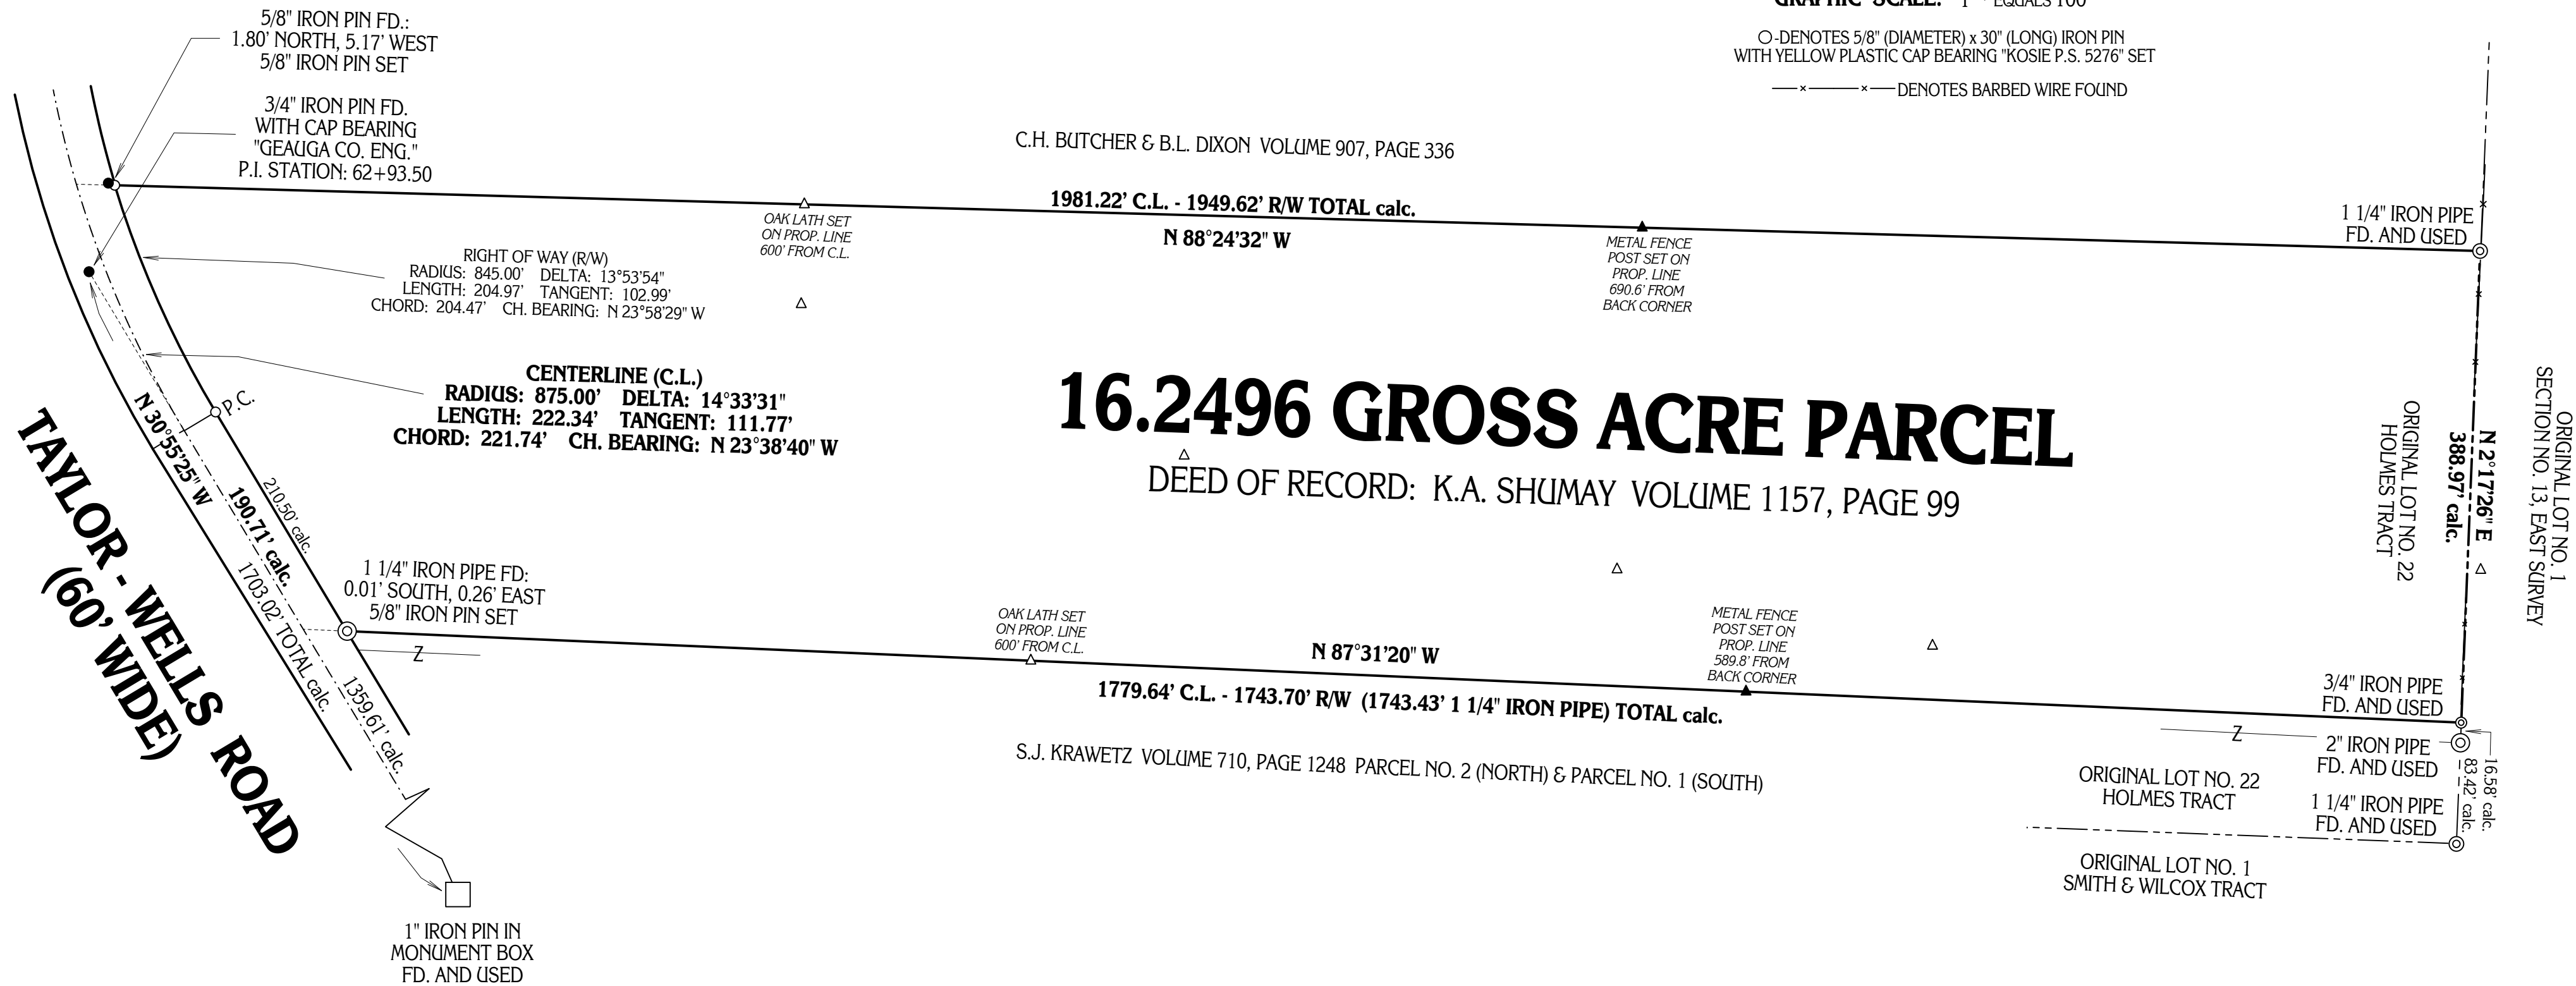 GRAPHIC SCALE: 1" EQUALS 100'
○-DENOTES 5/8" (DIAMETER) x 30" (LONG) IRON PIN
WITH YELLOW PLASTIC CAP BEARING "KOSIE P.S. 5276" SET
DENOTES BARBED WIRE FOUND
5/8" IRON PIN FD.:
1.80' NORTH, 5.17' WEST
5/8" IRON PIN SET
3/4" IRON PIN FD.
WITH CAP BEARING
"GEAUGA CO. ENG."
P.I. STATION: 62+93.50
C.H. BUTCHER & B.L. DIXON VOLUME 907, PAGE 336
1981.22' C.L. - 1949.62' R/W TOTAL calc.
N 88°24'32" W
OAK LATH SET
ON PROP. LINE
600' FROM C.L.
METAL FENCE
POST SET ON
PROP. LINE
690.6' FROM
BACK CORNER
1 1/4" IRON PIPE
FD. AND USED
RIGHT OF WAY (R/W)
RADIUS: 845.00' DELTA: 13°53'54"
LENGTH: 204.97' TANGENT: 102.99'
CHORD: 204.47' CH. BEARING: N 23°58'29" W
CENTERLINE (C.L.)
RADIUS: 875.00' DELTA: 14°33'31"
LENGTH: 222.34' TANGENT: 111.77'
CHORD: 221.74' CH. BEARING: N 23°38'40" W
P.C.
N 30°55'25" W
210.50' calc.
190.71' calc.
1703.02' TOTAL calc.
1359.61' calc.
TAYLOR - WELLS ROAD
(60' WIDE)
16.2496 GROSS ACRE PARCEL
DEED OF RECORD: K.A. SHUMAY VOLUME 1157, PAGE 99
ORIGINAL LOT NO. 22
HOLMES TRACT
N 2°17'26" E
388.97' calc.
ORIGINAL LOT NO. 1
SECTION NO. 13, EAST SURVEY
1 1/4" IRON PIPE FD:
0.01' SOUTH, 0.26' EAST
5/8" IRON PIN SET
Z
OAK LATH SET
ON PROP. LINE
600' FROM C.L.
N 87°31'20" W
METAL FENCE
POST SET ON
PROP. LINE
589.8' FROM
BACK CORNER
1779.64' C.L. - 1743.70' R/W (1743.43' 1 1/4" IRON PIPE) TOTAL calc.
S.J. KRAWETZ VOLUME 710, PAGE 1248 PARCEL NO. 2 (NORTH) & PARCEL NO. 1 (SOUTH)
3/4" IRON PIPE
FD. AND USED
Z
2" IRON PIPE
FD. AND USED
16.58' calc.
83.42' calc.
ORIGINAL LOT NO. 22
HOLMES TRACT
1 1/4" IRON PIPE
FD. AND USED
ORIGINAL LOT NO. 1
SMITH & WILCOX TRACT
1" IRON PIN IN
MONUMENT BOX
FD. AND USED